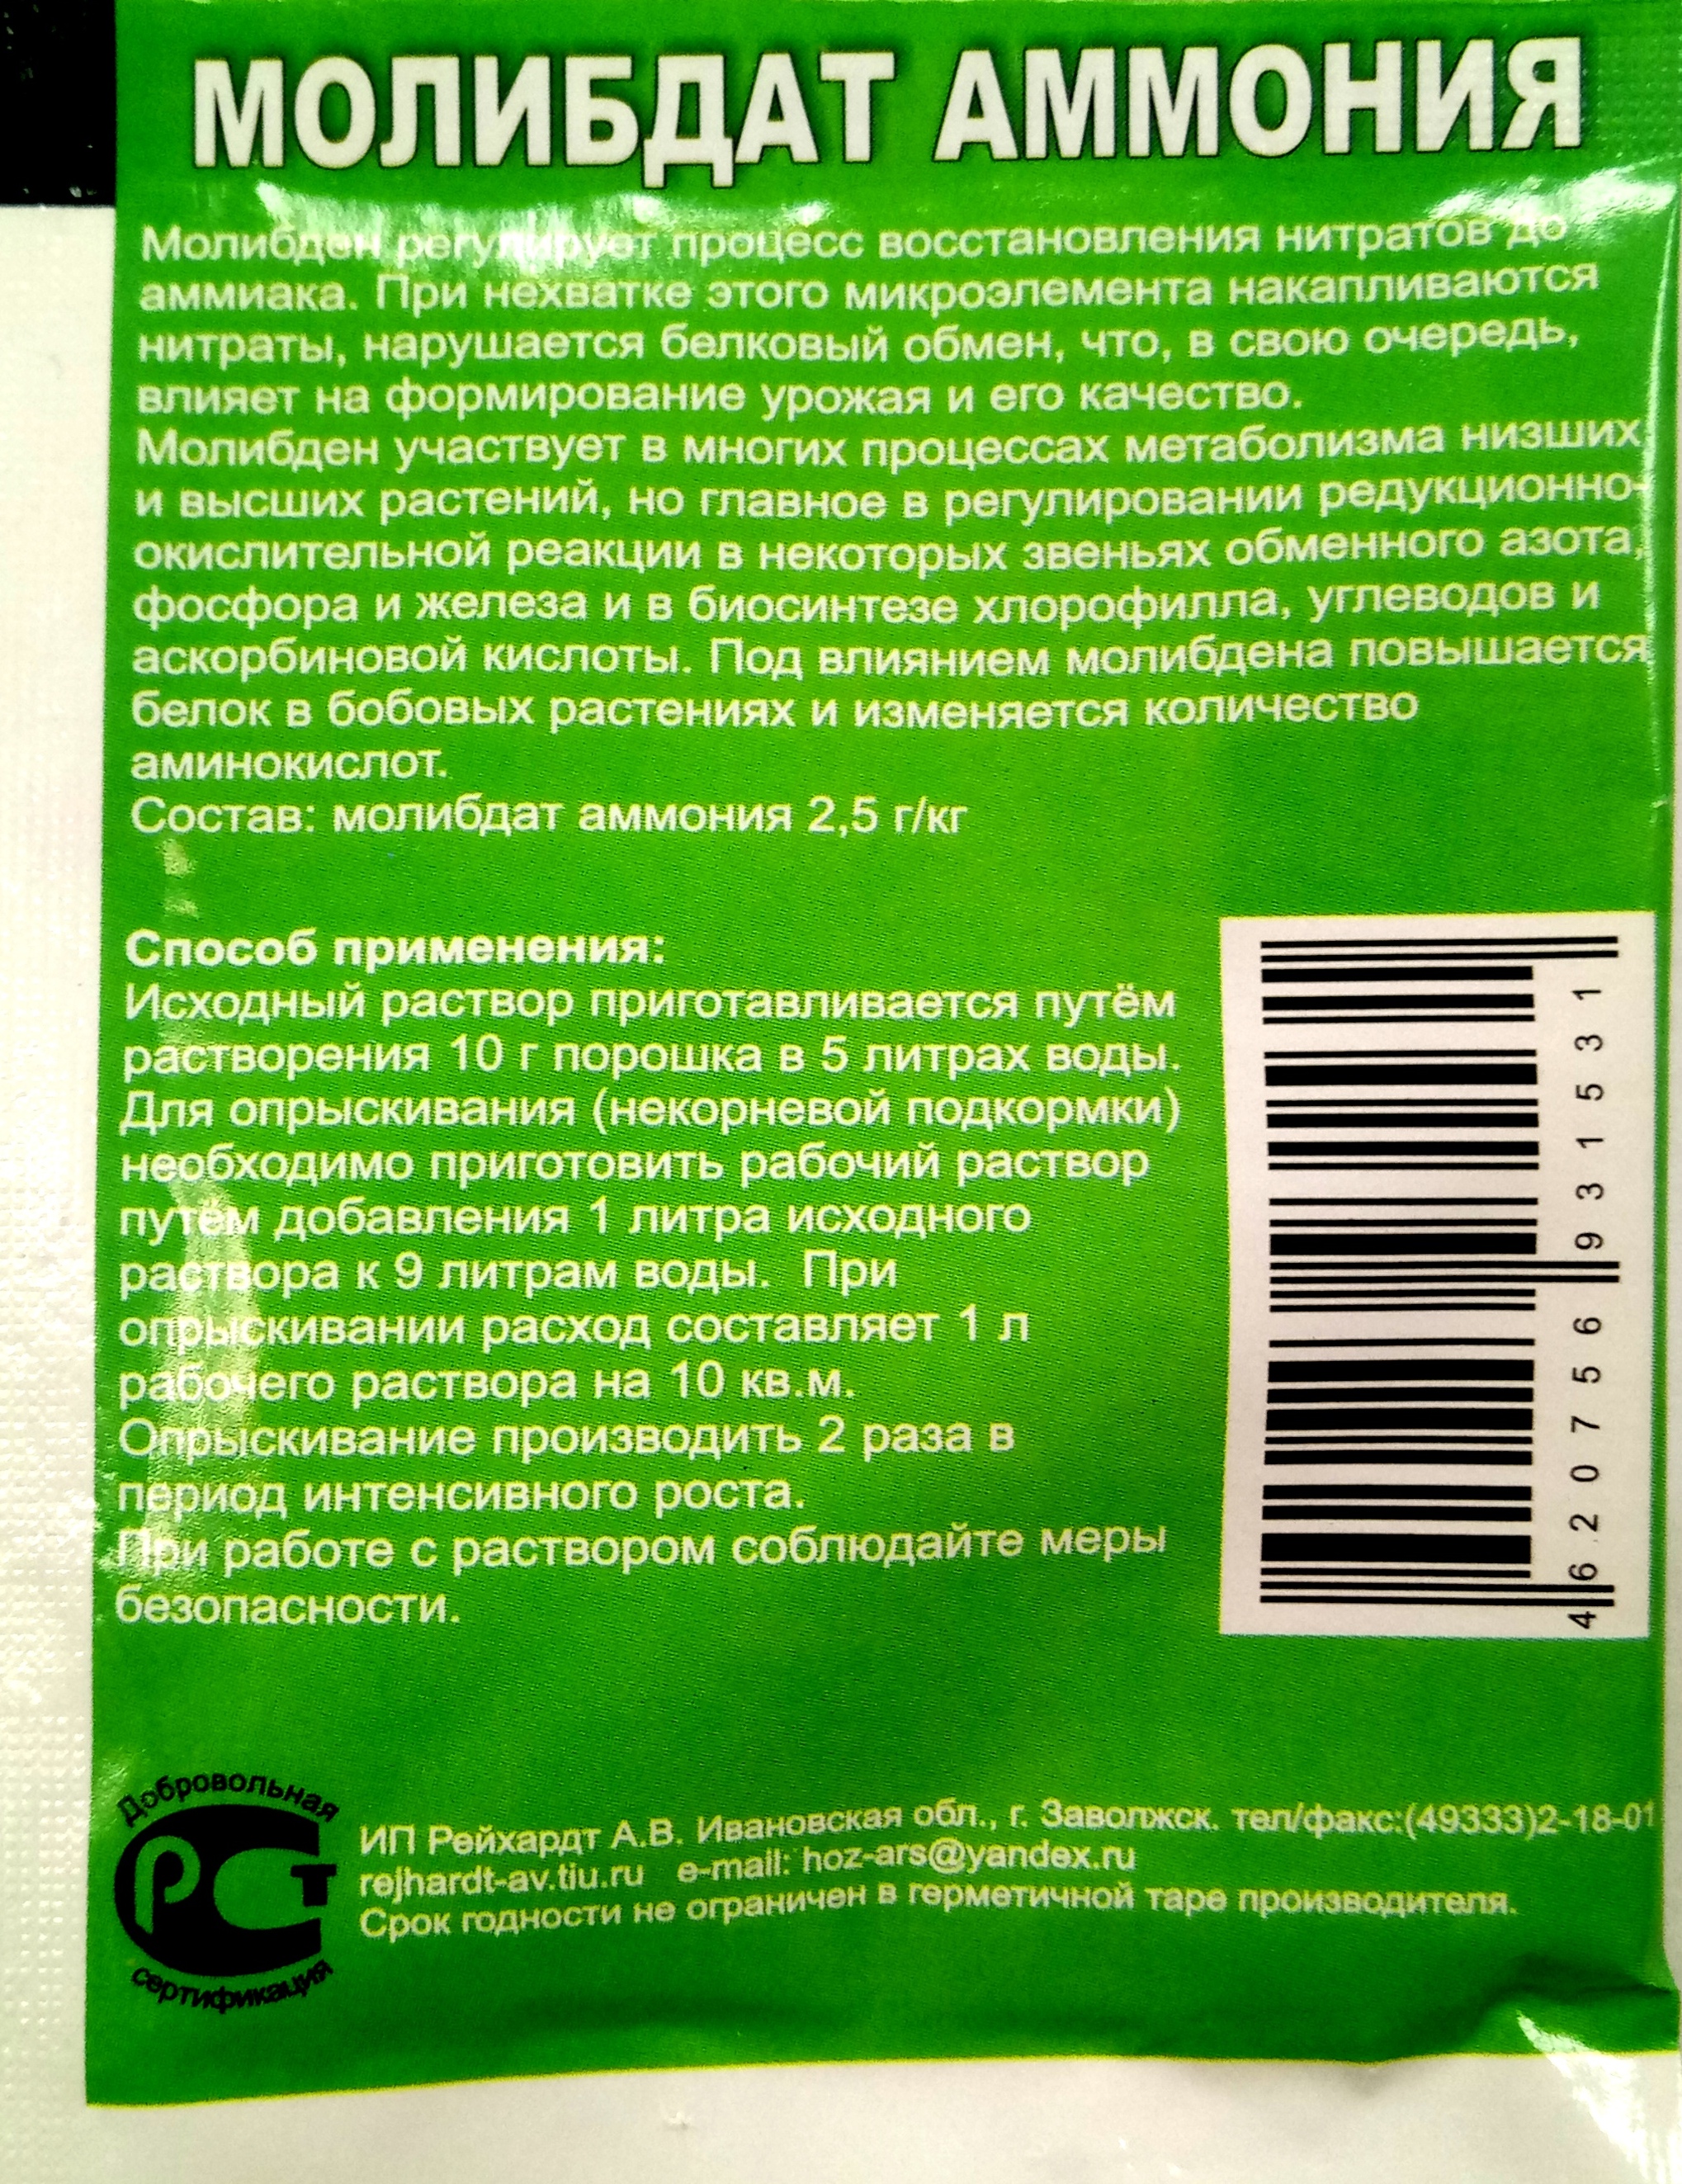 МОЛИБДАТ АММОНИЯ
Молибден регулирует процесс восстановления нитратов до
аммиака. При нехватке этого микроэлемента накапливаются
нитраты, нарушается белковый обмен, что, в свою очередь,
влияет на формирование урожая и его качество.
Молибден участвует в многих процессах метаболизма низших
и высших растений, но главное в регулировании редукционно-
окислительной реакции в некоторых звеньях обменного азота,
фосфора и железа и в биосинтезе хлорофилла, углеводов и
аскорбиновой кислоты. Под влиянием молибдена повышается
белок в бобовых растениях и изменяется количество
аминокислот.
Состав: молибдат аммония 2,5 г/кг
Способ применения:
Исходный раствор приготавливается путём
растворения 10 г порошка в 5 литрах воды.
Для опрыскивания (некорневой подкормки)
необходимо приготовить рабочий раствор
путём добавления 1 литра исходного
раствора к 9 литрам воды. При
опрыскивании расход составляет 1 л
рабочего раствора на 10 кв.м.
Опрыскивание производить 2 раза в
период интенсивного роста.
При работе с раствором соблюдайте меры
безопасности.
4 620756 931531
Добровольная
РСТ
сертификация
ИП Рейхардт А.В. Ивановская обл., г. Заволжск. тел/факс:(49333)2-18-01
rejhardt-av.tiu.ru e-mail: hoz-ars@yandex.ru
Срок годности не ограничен в герметичной таре производителя.